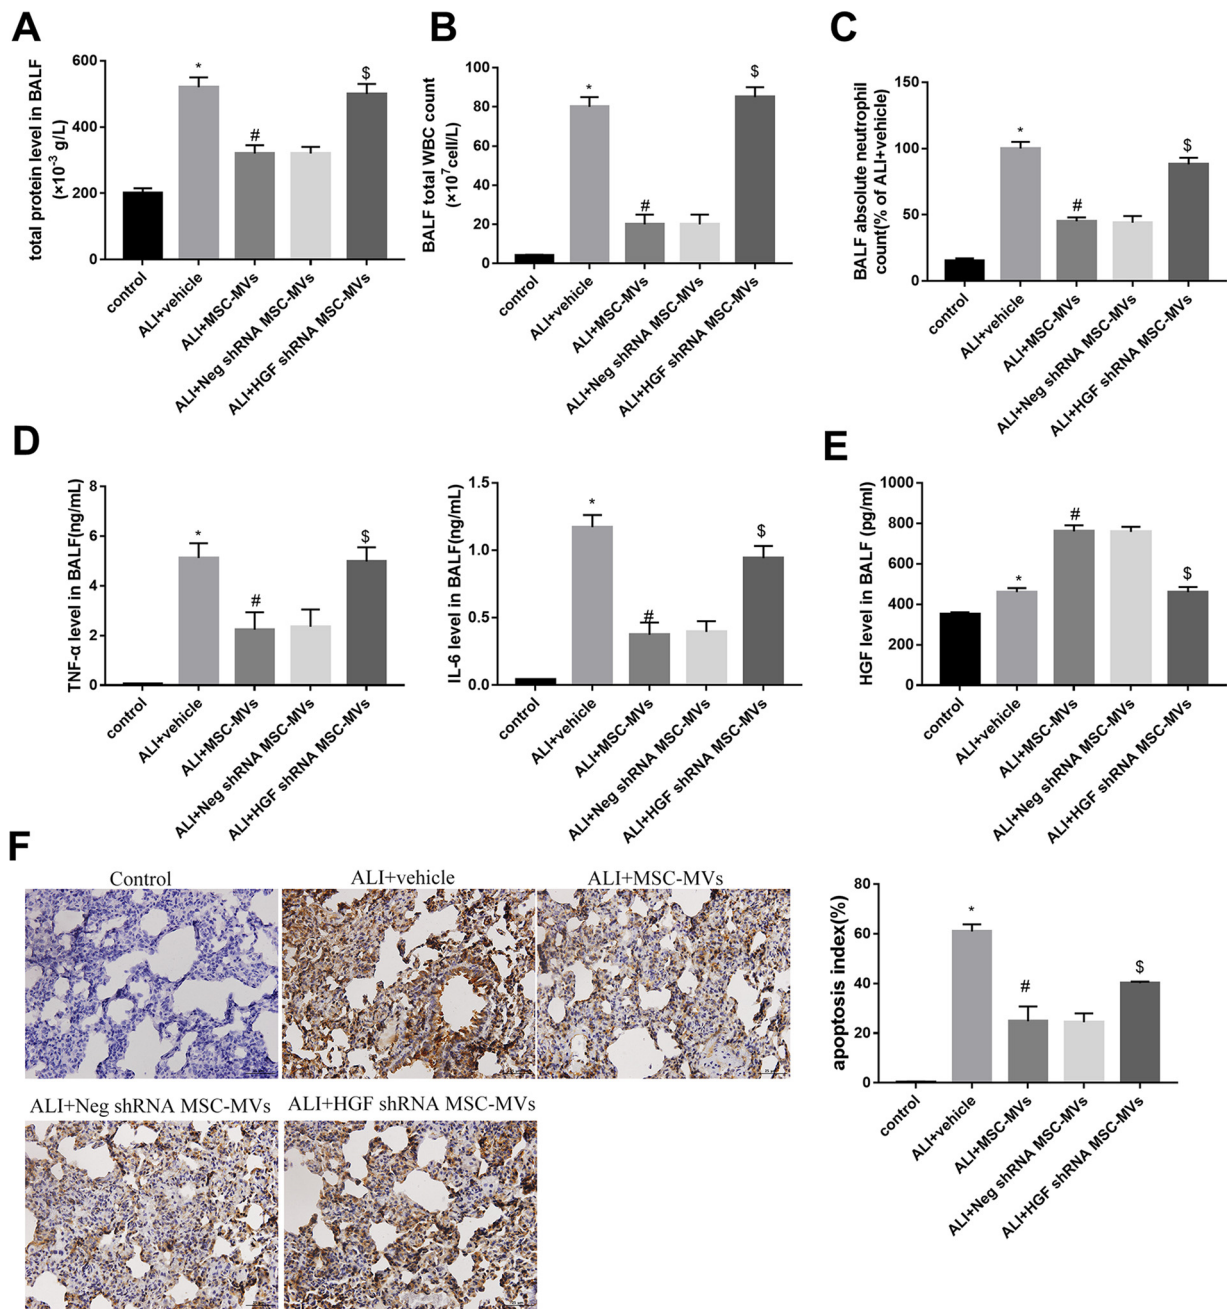 A
total protein level in BALF
(×10⁻³ g/L)
600
400
200
0
*
#
$
control
ALI+vehicle
ALI+MSC-MVs
ALI+Neg shRNA MSC-MVs
ALI+HGF shRNA MSC-MVs
B
BALF total WBC count
(×10⁷cell/L)
100
80
60
40
20
0
*
#
$
control
ALI+vehicle
ALI+MSC-MVs
ALI+Neg shRNA MSC-MVs
ALI+HGF shRNA MSC-MVs
C
BALF absolute neutrophil
count(% of ALI+vehicle)
150
100
50
0
*
#
$
control
ALI+vehicle
ALI+MSC-MVs
ALI+Neg shRNA MSC-MVs
ALI+HGF shRNA MSC-MVs
D
TNF-α level in BALF(ng/mL)
8
6
4
2
0
*
#
$
control
ALI+vehicle
ALI+MSC-MVs
ALI+Neg shRNA MSC-MVs
ALI+HGF shRNA MSC-MVs
IL-6 level in BALF(ng/mL)
1.5
1.0
0.5
0.0
*
#
$
control
ALI+vehicle
ALI+MSC-MVs
ALI+Neg shRNA MSC-MVs
ALI+HGF shRNA MSC-MVs
E
HGF level in BALF (pg/ml)
1000
800
600
400
200
0
*
#
$
control
ALI+vehicle
ALI+MSC-MVs
ALI+Neg shRNA MSC-MVs
ALI+HGF shRNA MSC-MVs
F
Control
ALI+vehicle
ALI+MSC-MVs
ALI+Neg shRNA MSC-MVs
ALI+HGF shRNA MSC-MVs
apoptosis index(%)
80
60
40
20
0
*
#
$
control
ALI+vehicle
ALI+MSC-MVs
ALI+Neg shRNA MSC-MVs
ALI+HGF shRNA MSC-MVs